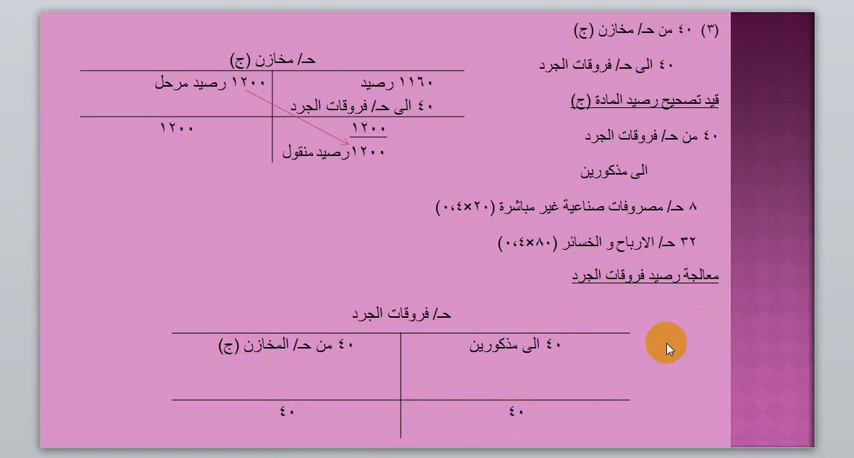 (٣) ٤٠ من حـ/ مخازن (ج)
٤٠ الى حـ/ فروقات الجرد
قيد تصحيح رصيد المادة (ج)
٤٠ من حـ/ فروقات الجرد
الى مذكورين
٨ حـ/ مصروفات صناعية غير مباشرة (٢٠×٠،٤)
٣٢ حـ/ الارباح و الخسائر (٨٠×٠،٤)
معالجة رصيد فروقات الجرد
حـ/ مخازن (ج)
١١٦٠ رصيد ١٢٠٠ رصيد مرحل
٤٠ الى حـ/ فروقات الجرد
١٢٠٠ ١٢٠٠
١٢٠٠رصيد منقول
حـ/ فروقات الجرد
٤٠ الى مذكورين ٤٠ من حـ/ المخازن (ج)
٤٠ ٤٠